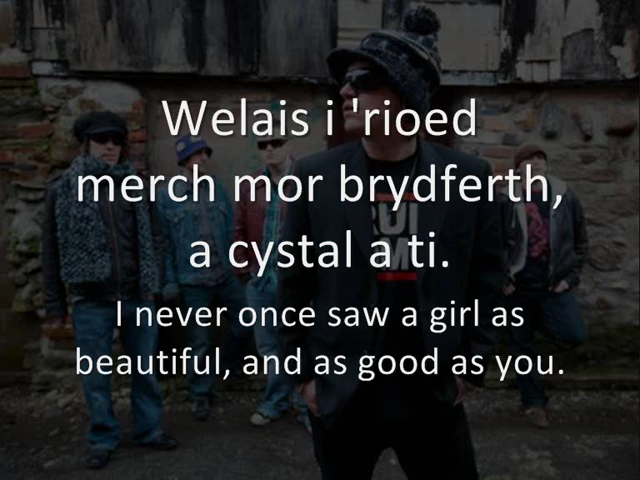 Welais i 'rioed
merch mor brydferth,
a cystal a ti.
I never once saw a girl as
beautiful, and as good as you.